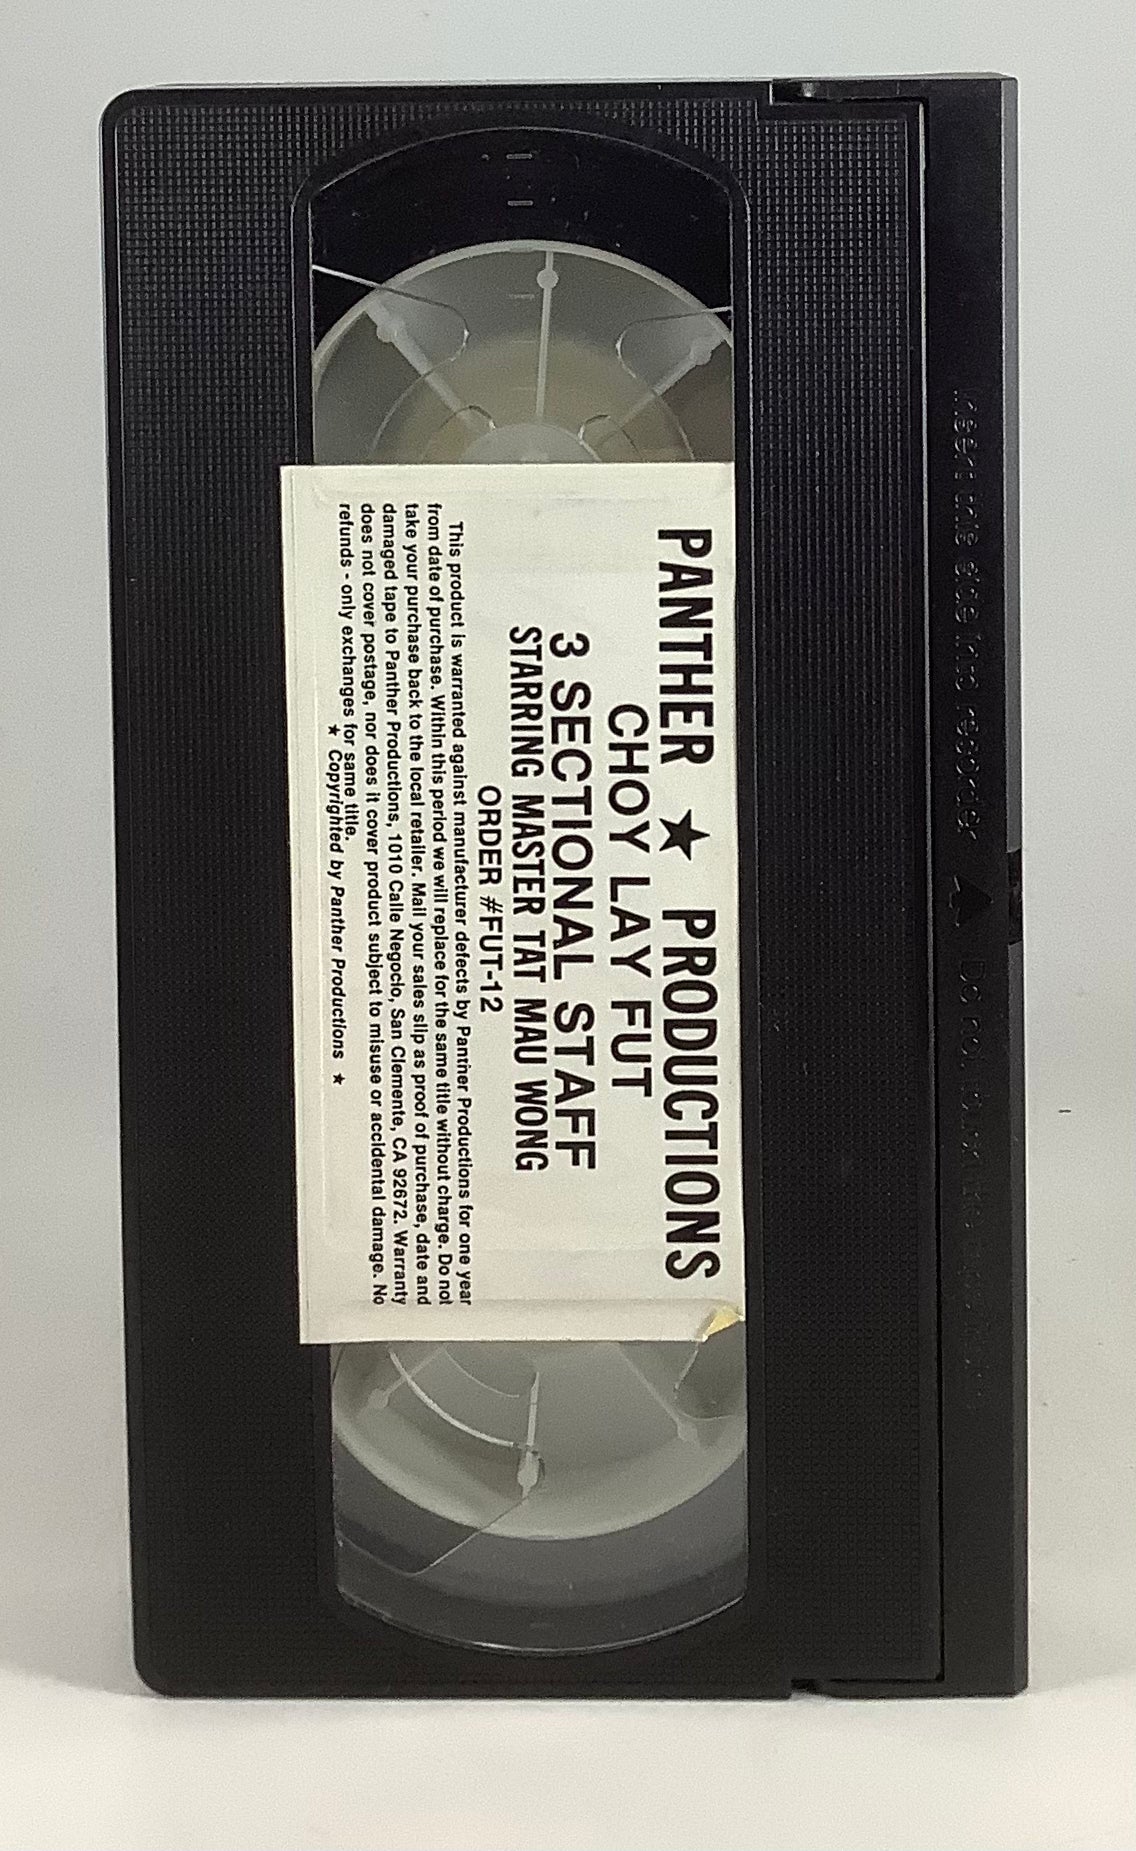 PANTHER ★ PRODUCTIONS
CHOY LAY FUT
3 SECTIONAL STAFF
STARRING MASTER TAT MAU WONG
ORDER #FUT-12
This product is warranted against manufacturer defects by Panther Productions for one year
from date of purchase. Within this period we will replace for the same title without charge. Do not
take your purchase back to the local retailer. Mail your sales slip as proof of purchase, date and
damaged tape to Panther Productions, 1010 Calle Negocio, San Clemente, CA 92672. Warranty
does not cover postage, nor does it cover product subject to misuse or accidental damage. No
refunds - only exchanges for same title.
★ Copyrighted by Panther Productions ★
Insert this side into recorder
Do not